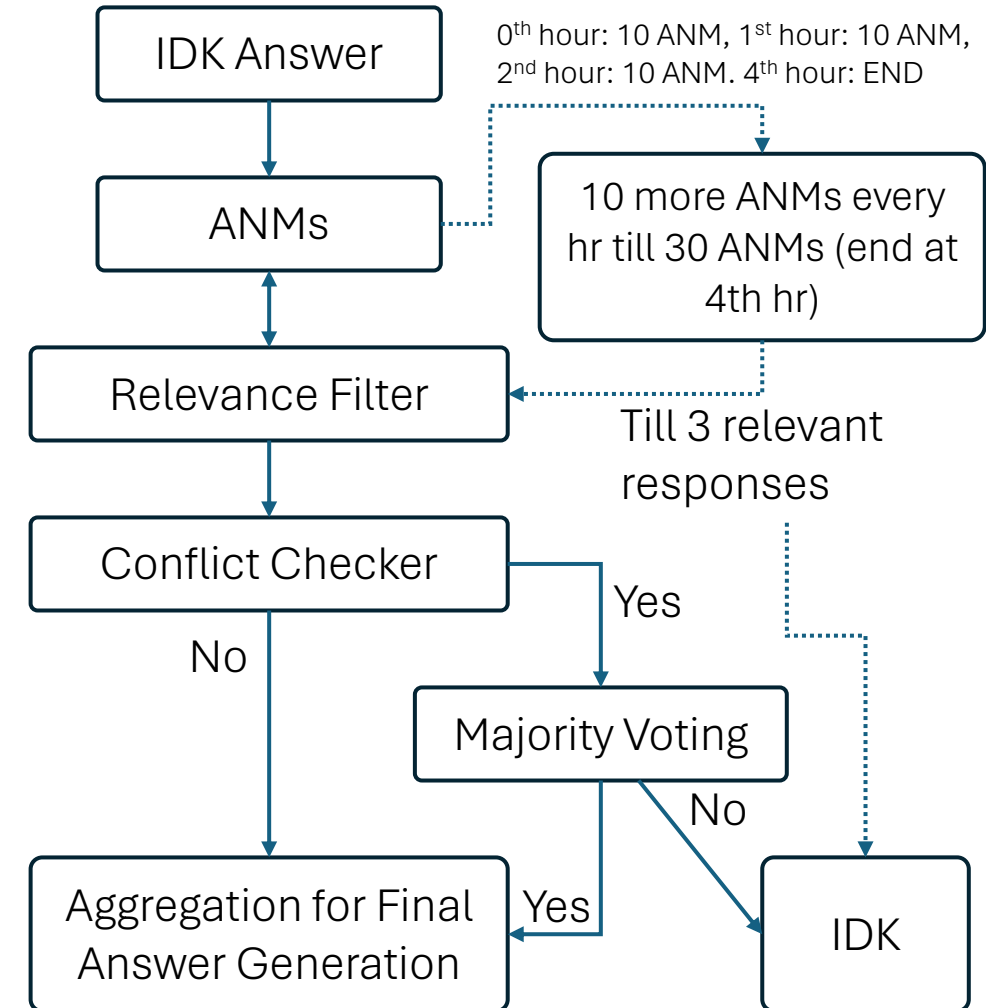 IDK Answer
0th hour: 10 ANM, 1st hour: 10 ANM,
2nd hour: 10 ANM. 4th hour: END
ANMs
10 more ANMs every
hr till 30 ANMs (end at
4th hr)
Relevance Filter
Till 3 relevant
responses
Conflict Checker
Yes
No
Majority Voting
No
Aggregation for Final
Answer Generation
Yes
IDK